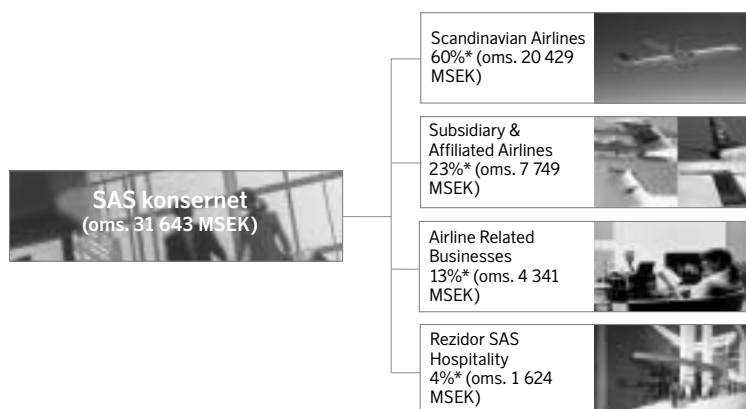 SAS konsernet
(oms. 31 643 MSEK)
Scandinavian Airlines
60%* (oms. 20 429
MSEK)
Subsidiary &
Affiliated Airlines
23%* (oms. 7 749
MSEK)
Airline Related
Businesses
13%* (oms. 4 341
MSEK)
Rezidor SAS
Hospitality
4%* (oms. 1 624
MSEK)